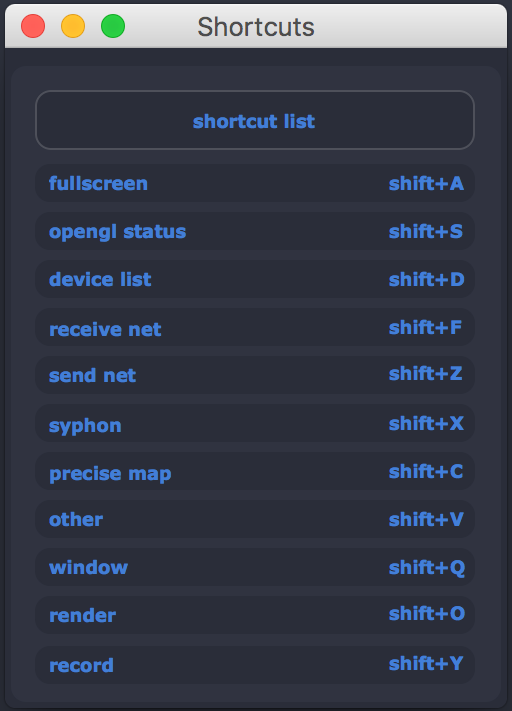 Shortcuts
shortcut list
fullscreen shift+A
opengl status shift+S
device list shift+D
receive net shift+F
send net shift+Z
syphon shift+X
precise map shift+C
other shift+V
window shift+Q
render shift+O
record shift+Y